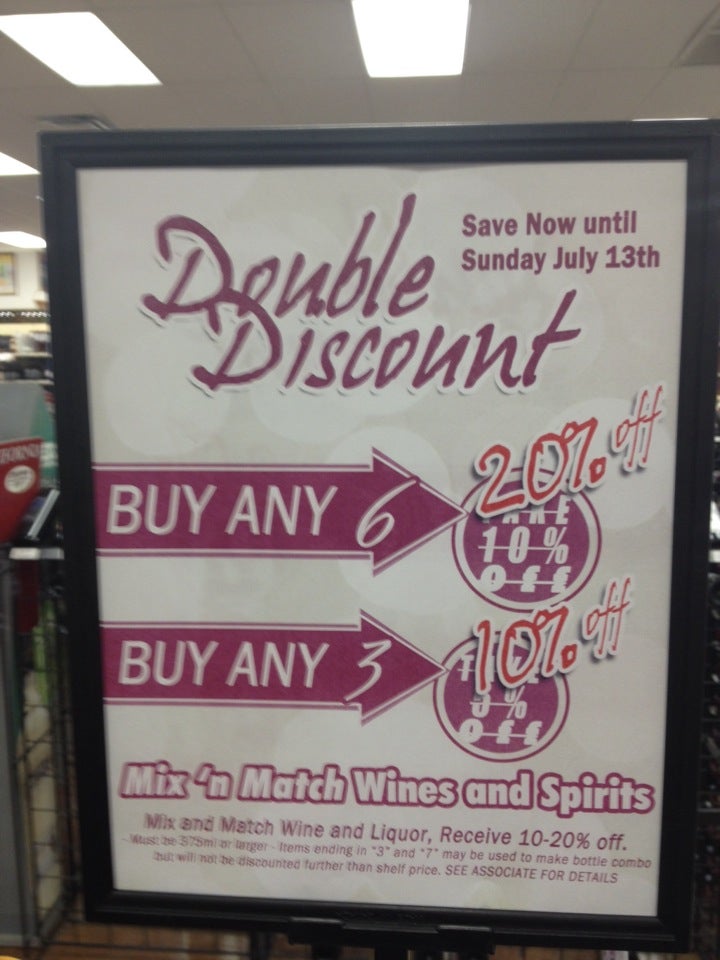 Double
Discount
Save Now until
Sunday July 13th
BUY ANY 6
20% off
10%
OFF
BUY ANY 3
10% off
%
OFF
Mix 'n Match Wines and Spirits
Mix and Match Wine and Liquor, Receive 10-20% off.
- Must be 375ml or larger - Items ending in "3" and "7" may be used to make bottle combo
but will not be discounted further than shelf price. SEE ASSOCIATE FOR DETAILS